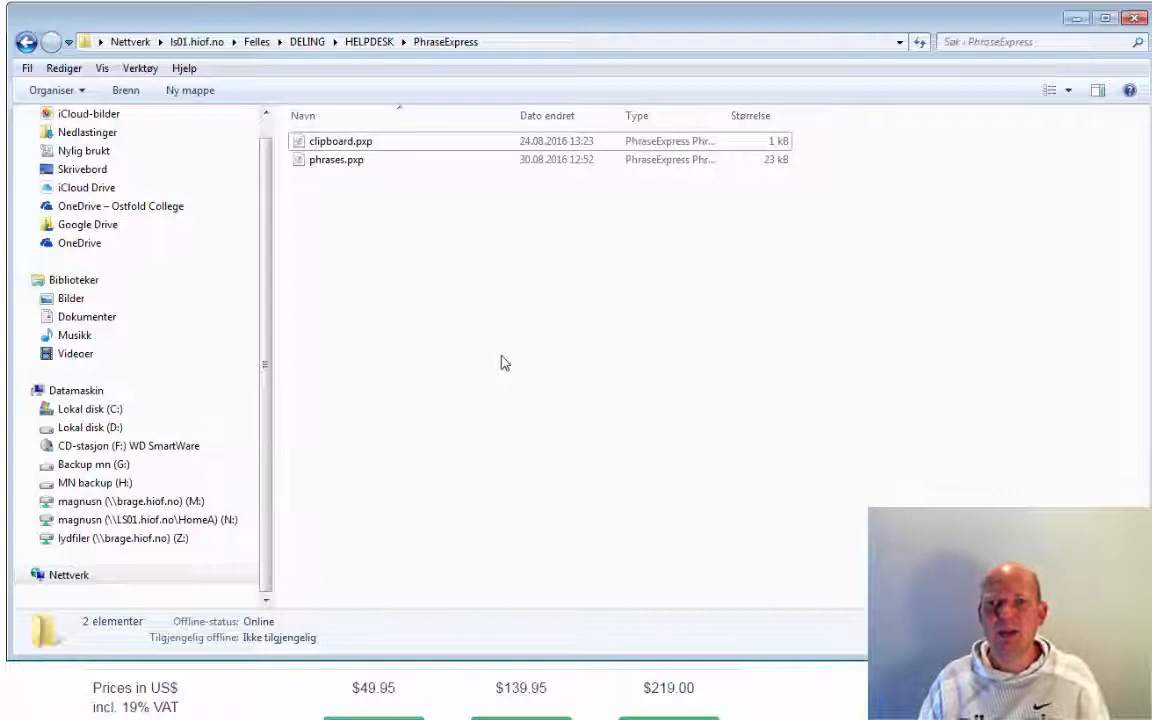 Nettverk ▸ ls01.hiof.no ▸ Felles ▸ DELING ▸ HELPDESK ▸ PhraseExpress
Søk i PhraseExpress
Fil Rediger Vis Verktøy Hjelp
Organiser Brenn Ny mappe
iCloud-bilder
Nedlastinger
Nylig brukt
Skrivebord
iCloud Drive
OneDrive – Ostfold College
Google Drive
OneDrive
Biblioteker
Bilder
Dokumenter
Musikk
Videoer
Datamaskin
Lokal disk (C:)
Lokal disk (D:)
CD-stasjon (F:) WD SmartWare
Backup mn (G:)
MN backup (H:)
magnusn (\\brage.hiof.no) (M:)
magnusn (\\LS01.hiof.no\HomeA) (N:)
lydfiler (\\brage.hiof.no) (Z:)
Nettverk
Navn Dato endret Type Størrelse
clipboard.pxp 24.08.2016 13:23 PhraseExpress Phr... 1 kB
phrases.pxp 30.08.2016 12:52 PhraseExpress Phr... 23 kB
2 elementer Offline-status: Online
Tilgjengelig offline: Ikke tilgjengelig
Prices in US$ $49.95 $139.95 $219.00
incl. 19% VAT